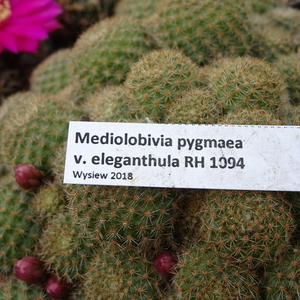 Mediolobivia pygmaea
v. eleganthula RH 1094
Wysiew 2018